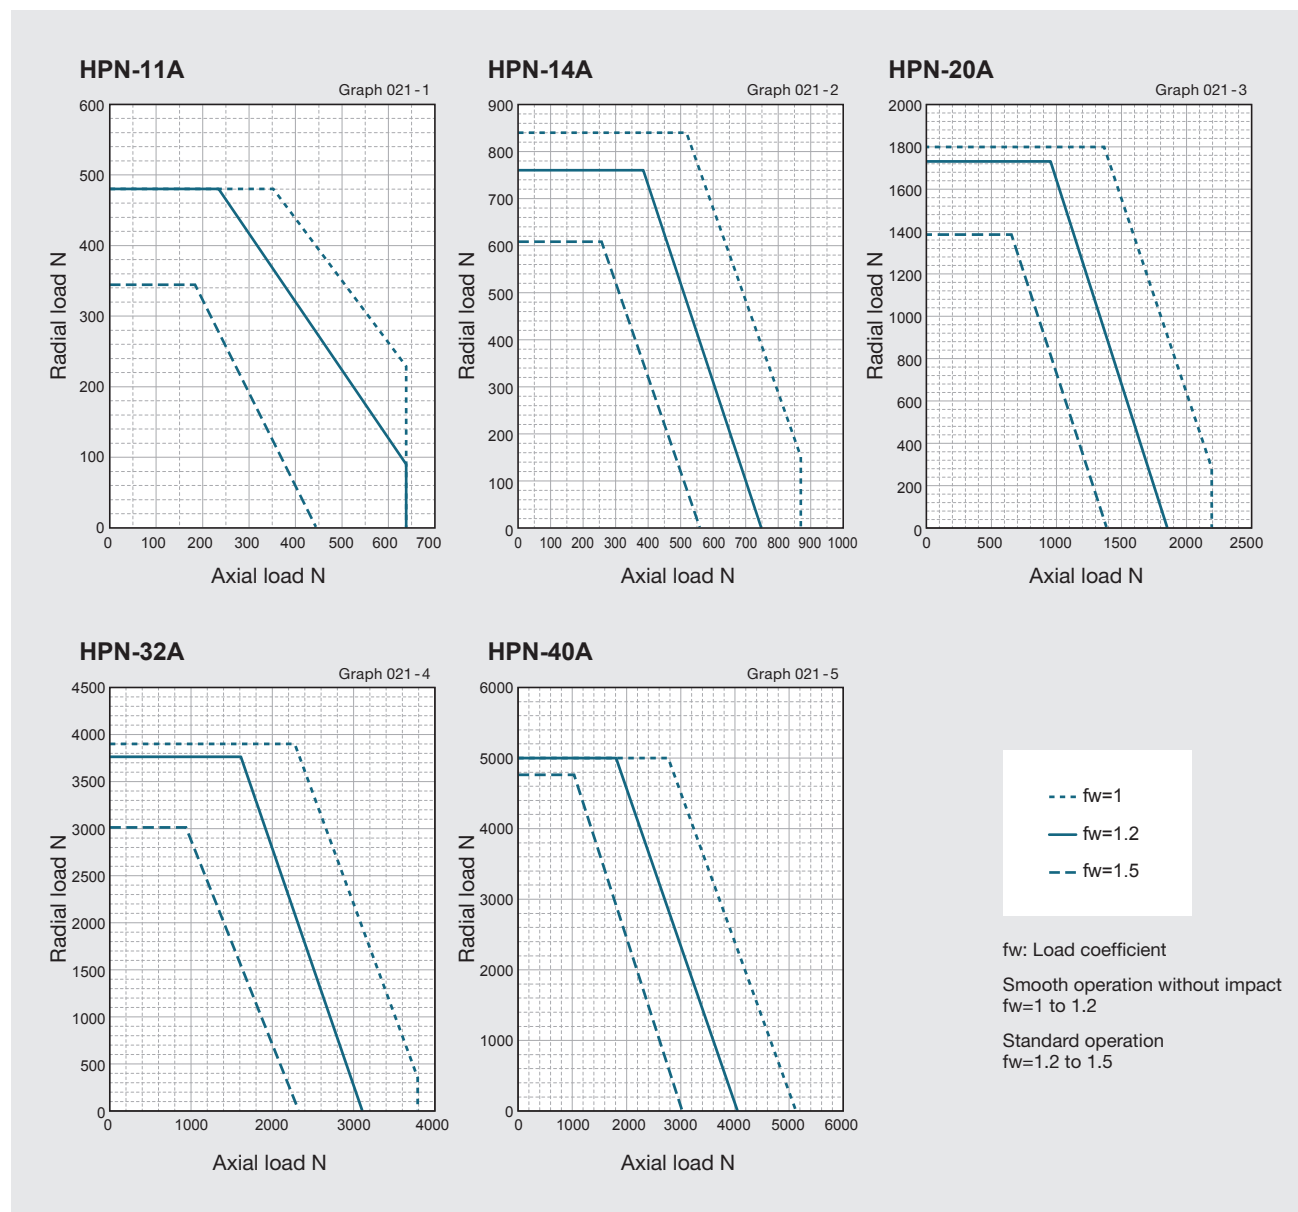 HPN-11A
Graph 021-1
600
500
400
300
200
100
0
Radial load N
0 100 200 300 400 500 600 700
Axial load N
HPN-14A
Graph 021-2
900
800
700
600
500
400
300
200
100
0
Radial load N
0 100 200 300 400 500 600 700 800 900 1000
Axial load N
HPN-20A
Graph 021-3
2000
1800
1600
1400
1200
1000
800
600
400
200
0
Radial load N
0 500 1000 1500 2000 2500
Axial load N
HPN-32A
Graph 021-4
4500
4000
3500
3000
2500
2000
1500
1000
500
0
Radial load N
0 1000 2000 3000 4000
Axial load N
HPN-40A
Graph 021-5
6000
5000
4000
3000
2000
1000
0
Radial load N
0 1000 2000 3000 4000 5000 6000
Axial load N
fw=1
fw=1.2
fw=1.5
fw: Load coefficient
Smooth operation without impact
fw=1 to 1.2
Standard operation
fw=1.2 to 1.5